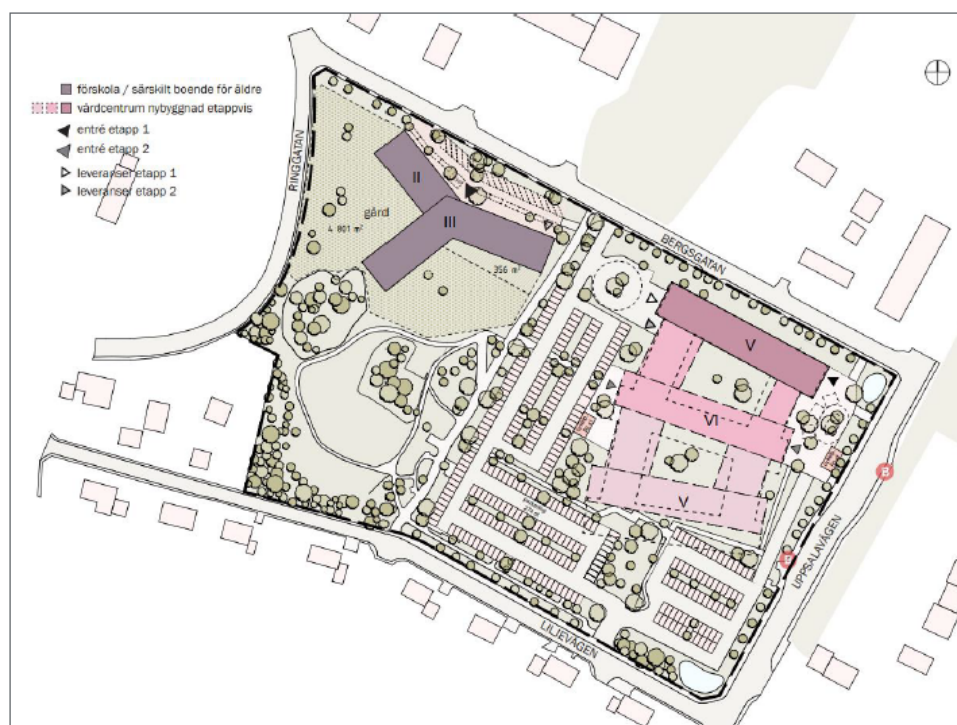 förskola / särskilt boende för äldre
vårdcentrum nybyggnad etappvis
entré etapp 1
entré etapp 2
leveranser etapp 1
leveranser etapp 2
RINGGATAN
II
III
gård
4 801 m²
356 m²
BERGSGATAN
V
VI
V
B
B
UPPSALAVÄGEN
LILJEVÄGEN